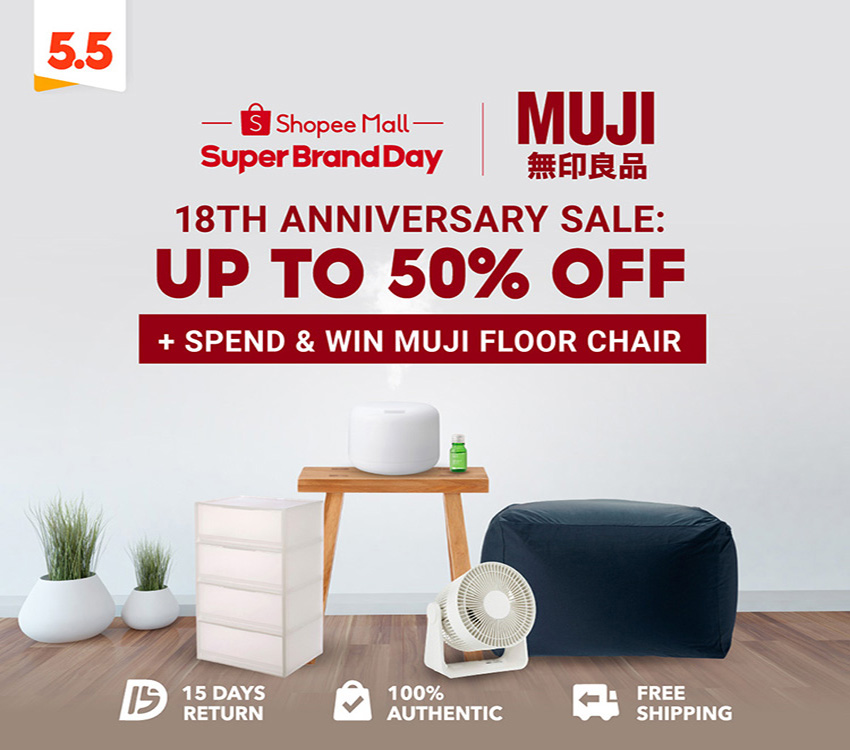 5.5
S Shopee Mall
Super Brand Day
MUJI
無印良品
18TH ANNIVERSARY SALE:
UP TO 50% OFF
+ SPEND & WIN MUJI FLOOR CHAIR
15 DAYS
RETURN
100%
AUTHENTIC
FREE
SHIPPING